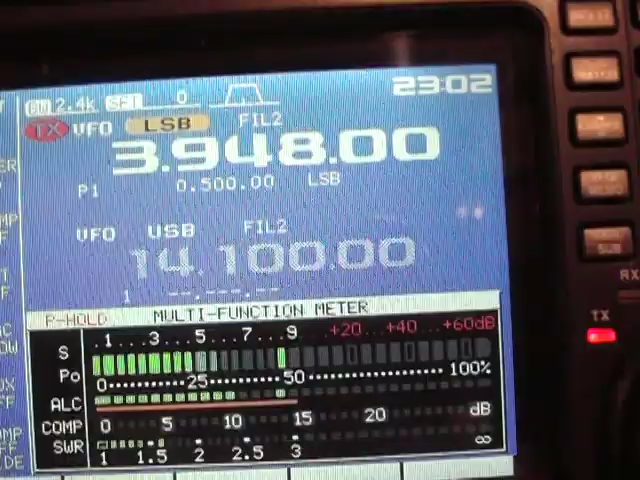 BW 2.4k SFT 0 23:02
TX VFO LSB FIL2
3.948.00
P1 0.500.00 LSB
VFO USB FIL2
14.100.00
1 --.---.--
P-HOLD MULTI-FUNCTION METER
S .1...3...5...7...9 +20...+40...+60dB
Po 0 25 50 100%
ALC
COMP 0 5 10 15 20 dB
SWR 1 1.5 2 2.5 3 ∞
TX
RX